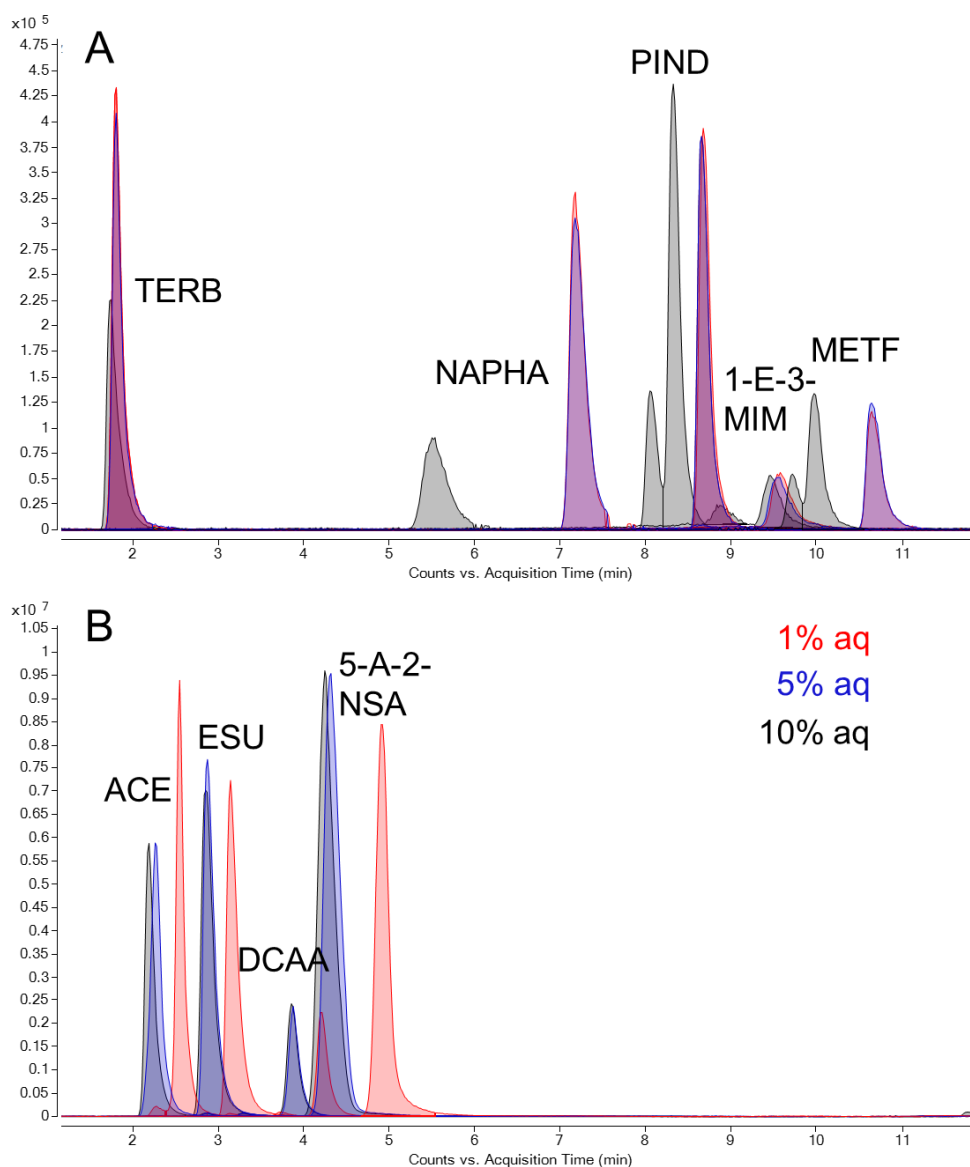 x10 5
A
4.75
4.5
4.25
4
3.75
3.5
3.25
3
2.75
2.5
2.25
2
1.75
1.5
1.25
1
0.75
0.5
0.25
0
TERB
NAPHA
PIND
1-E-3-
MIM
METF
2 3 4 5 6 7 8 9 10 11
Counts vs. Acquisition Time (min)
x10 7
B
1.05
1
0.95
0.9
0.85
0.8
0.75
0.7
0.65
0.6
0.55
0.5
0.45
0.4
0.35
0.3
0.25
0.2
0.15
0.1
0.05
0
ACE
ESU
DCAA
5-A-2-
NSA
1% aq
5% aq
10% aq
2 3 4 5 6 7 8 9 10 11
Counts vs. Acquisition Time (min)